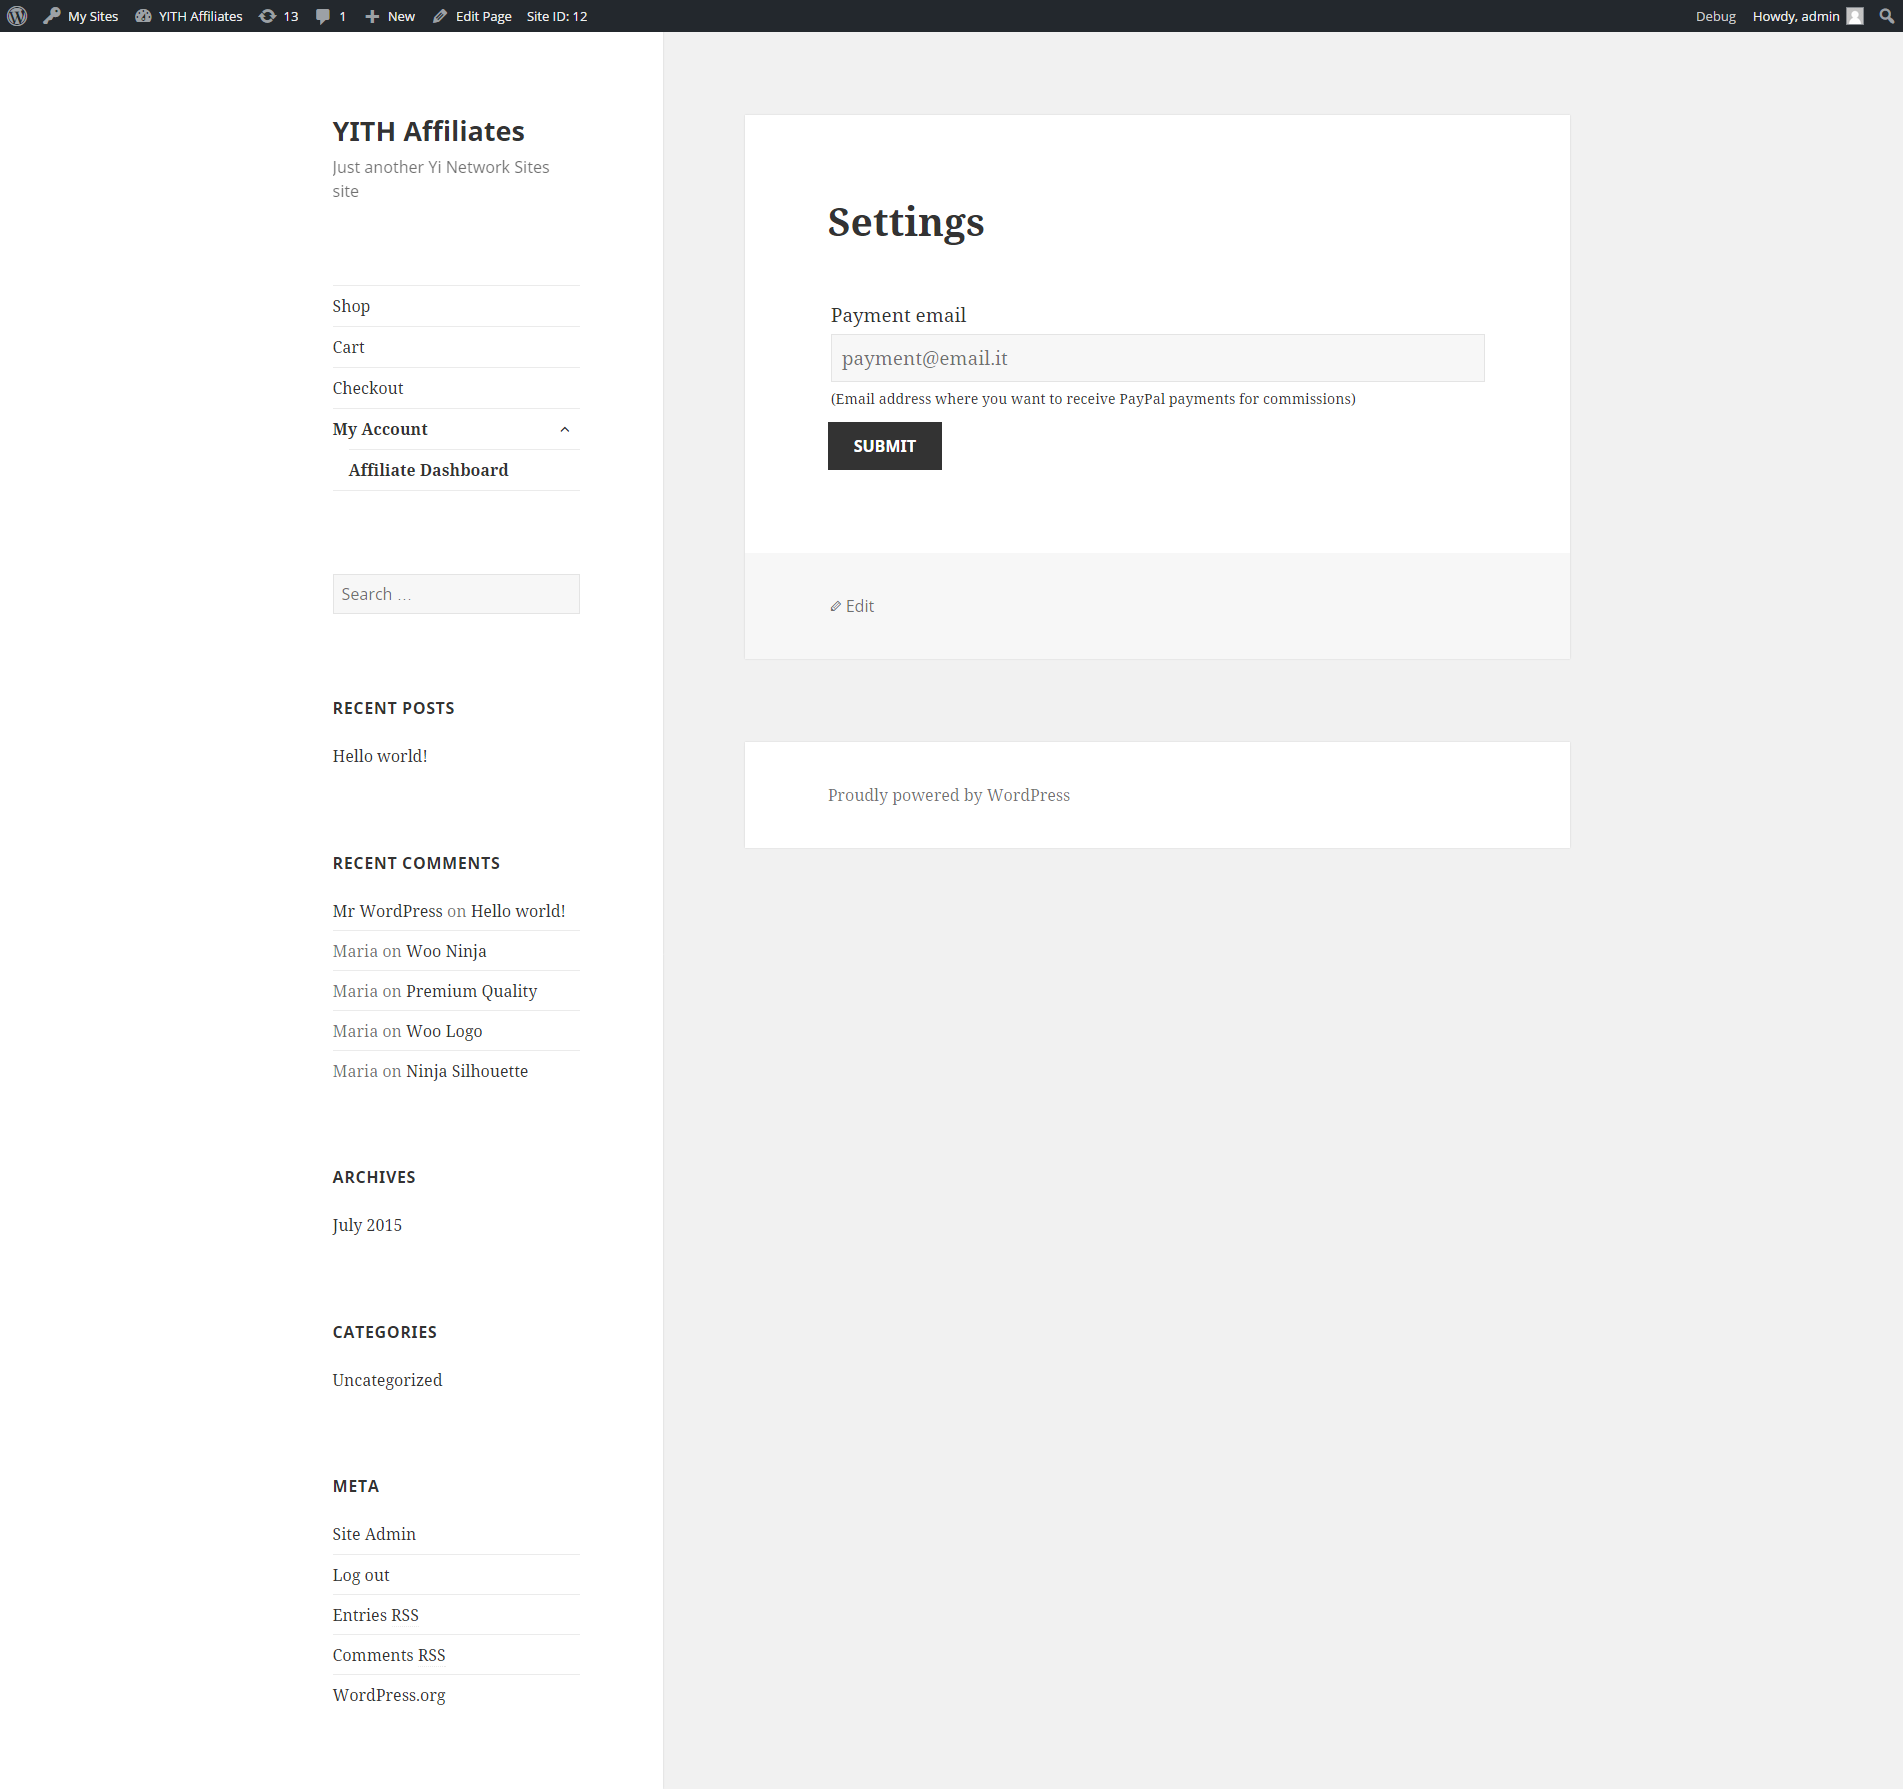 My Sites YITH Affiliates 13 1 New Edit Page Site ID: 12 Debug Howdy, admin
YITH Affiliates
Just another Yi Network Sites
site
Shop
Cart
Checkout
My Account
Affiliate Dashboard
Search …
RECENT POSTS
Hello world!
RECENT COMMENTS
Mr WordPress on Hello world!
Maria on Woo Ninja
Maria on Premium Quality
Maria on Woo Logo
Maria on Ninja Silhouette
ARCHIVES
July 2015
CATEGORIES
Uncategorized
META
Site Admin
Log out
Entries RSS
Comments RSS
WordPress.org
Settings
Payment email
payment@email.it
(Email address where you want to receive PayPal payments for commissions)
SUBMIT
Edit
Proudly powered by WordPress